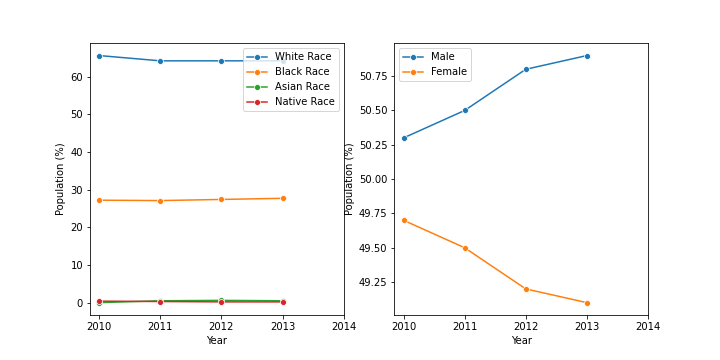 White Race
Black Race
Asian Race
Native Race
60
50
40
30
20
10
0
Population (%)
2010 2011 2012 2013 2014
Year
Male
Female
50.75
50.50
50.25
50.00
49.75
49.50
49.25
Population (%)
2010 2011 2012 2013 2014
Year